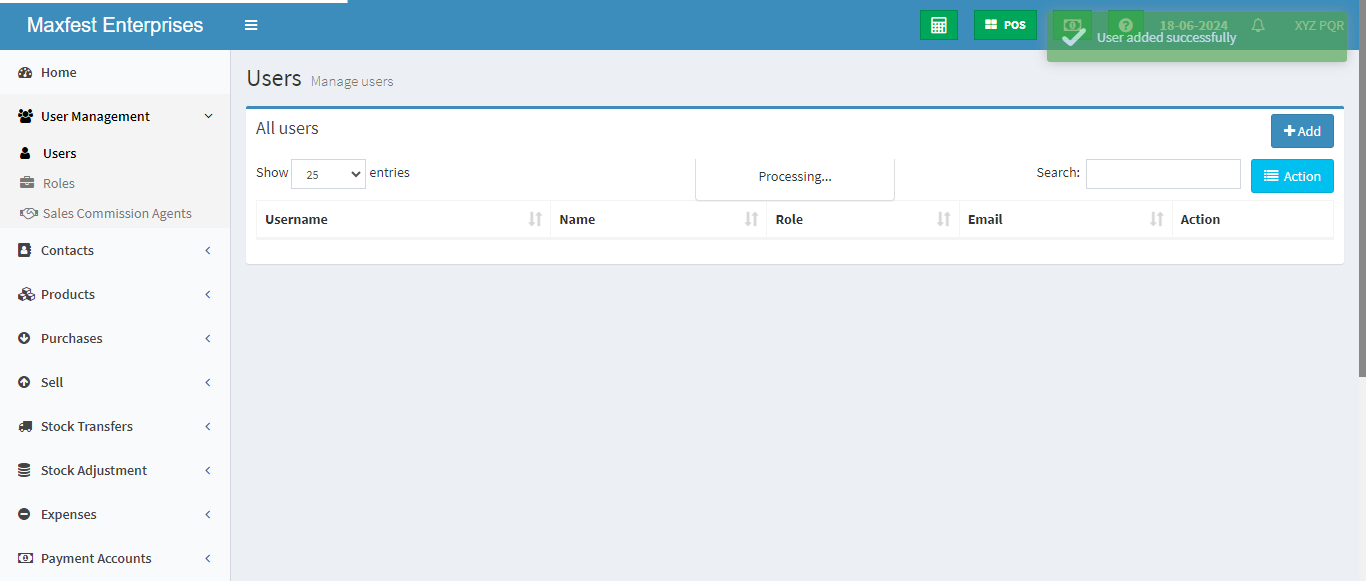 Maxfest Enterprises
POS
18-06-2024
XYZ PQR
User added successfully
Home
User Management
Users
Roles
Sales Commission Agents
Contacts
Products
Purchases
Sell
Stock Transfers
Stock Adjustment
Expenses
Payment Accounts
Users Manage users
All users
Add
Show 25 entries
Processing...
Search:
Action
Username Name Role Email Action